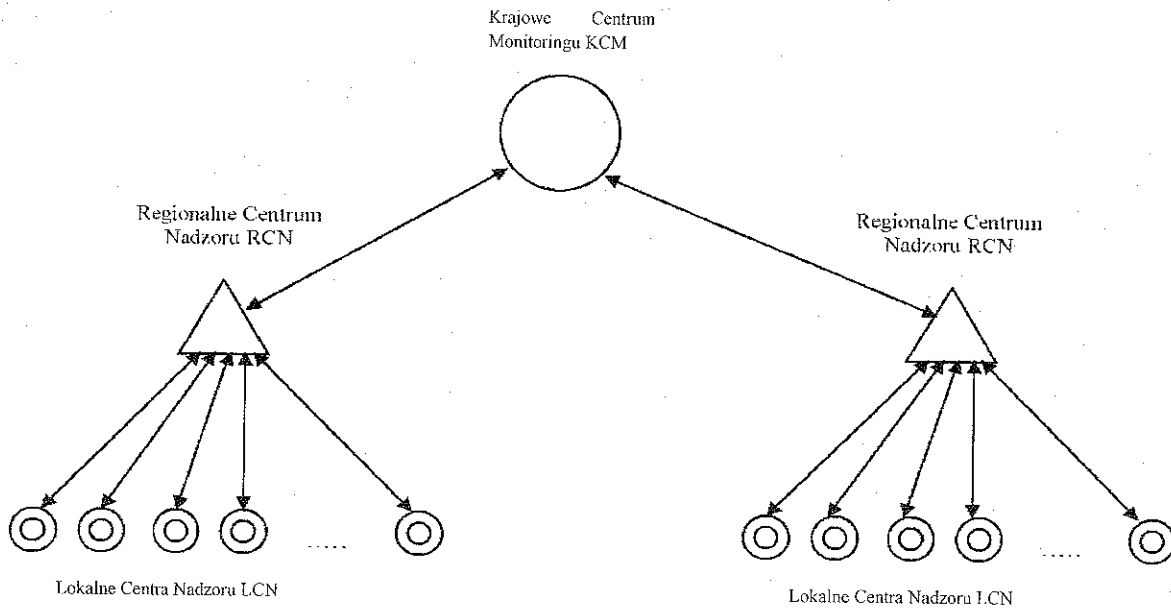 Krajowe Centrum
Monitoringu KCM
Regionalne Centrum
Nadzoru RCN
Regionalne Centrum
Nadzoru RCN
.....
.....
Lokalne Centra Nadzoru LCN
Lokalne Centra Nadzoru LCN